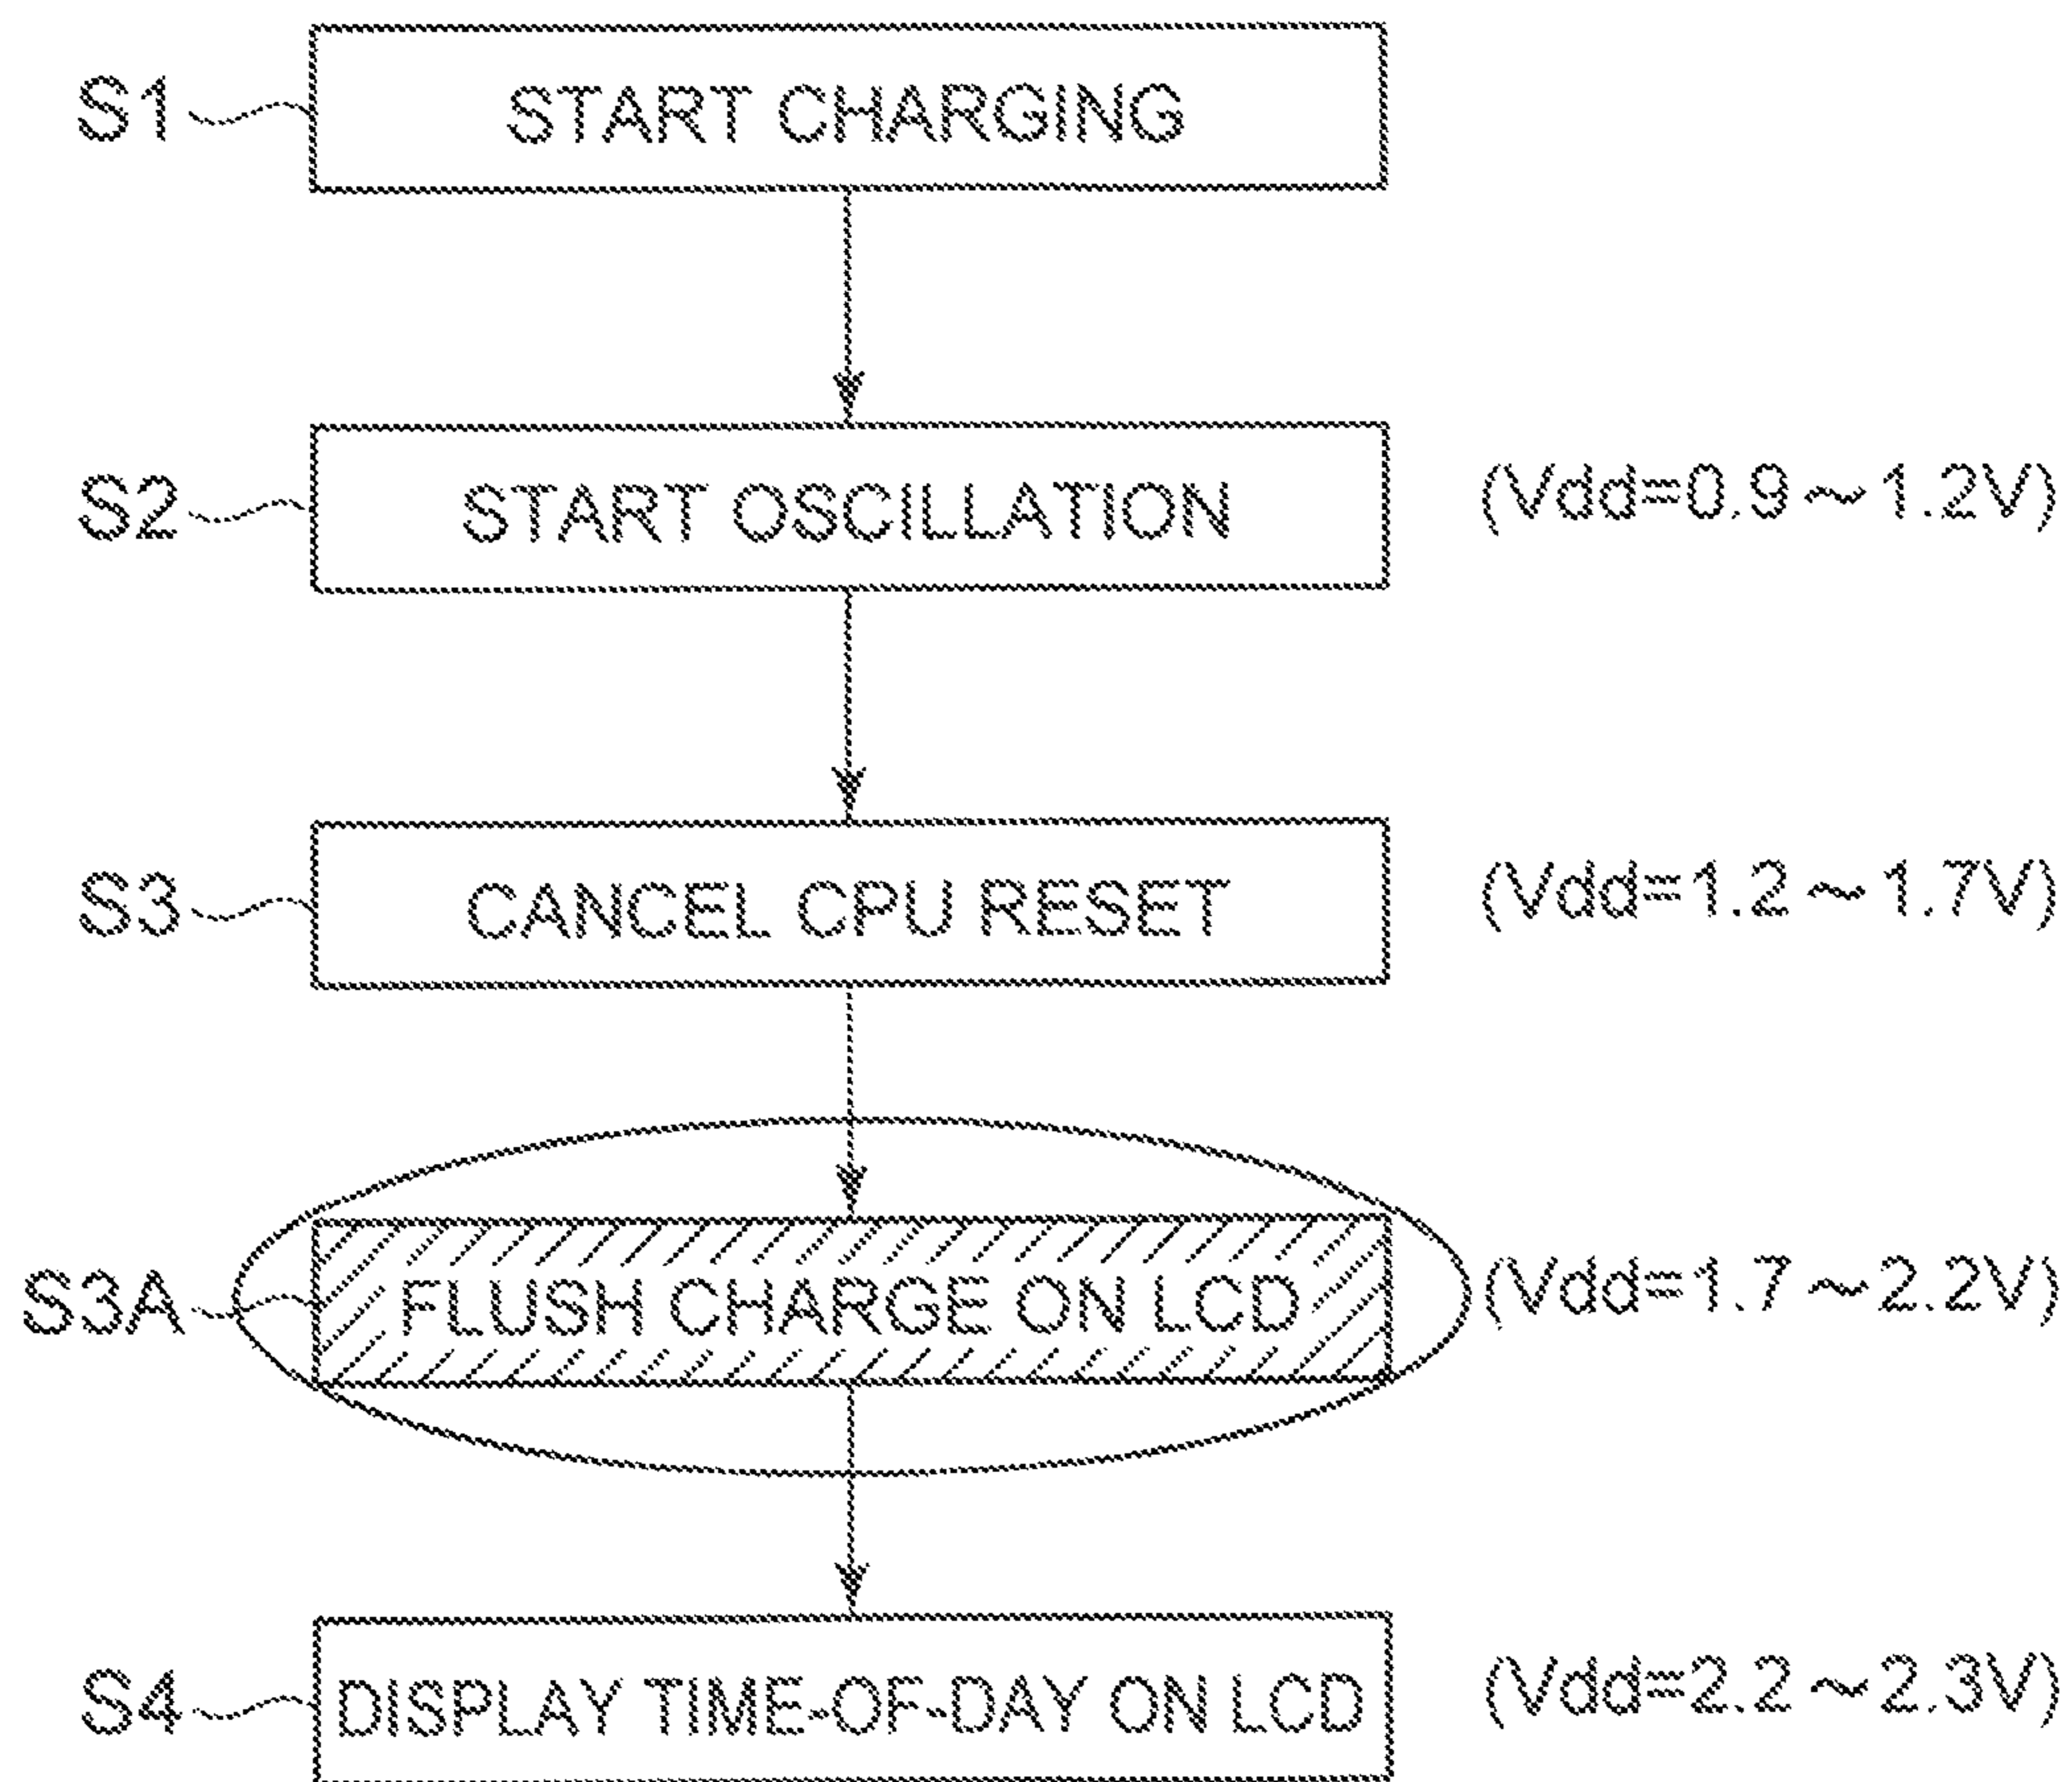 S1 START CHARGING
S2 START OSCILLATION (Vdd=0.9~1.2V)
S3 CANCEL CPU RESET (Vdd=1.2~1.7V)
S3A FLUSH CHARGE ON LCD (Vdd=1.7~2.2V)
S4 DISPLAY TIME-OF-DAY ON LCD (Vdd=2.2~2.3V)